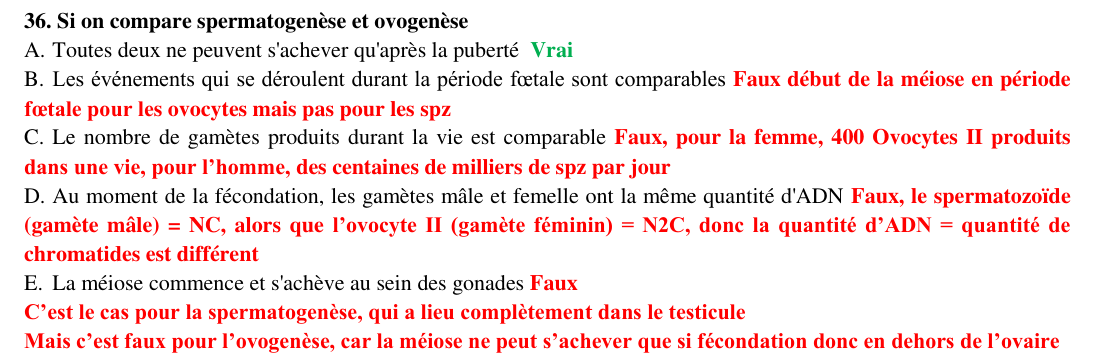 36. Si on compare spermatogenèse et ovogenèse
A. Toutes deux ne peuvent s'achever qu'après la puberté Vrai
B. Les événements qui se déroulent durant la période fœtale sont comparables Faux début de la méiose en période
fœtale pour les ovocytes mais pas pour les spz
C. Le nombre de gamètes produits durant la vie est comparable Faux, pour la femme, 400 Ovocytes II produits
dans une vie, pour l’homme, des centaines de milliers de spz par jour
D. Au moment de la fécondation, les gamètes mâle et femelle ont la même quantité d'ADN Faux, le spermatozoïde
(gamète mâle) = NC, alors que l’ovocyte II (gamète féminin) = N2C, donc la quantité d’ADN = quantité de
chromatides est différent
E. La méiose commence et s'achève au sein des gonades Faux
C’est le cas pour la spermatogenèse, qui a lieu complètement dans le testicule
Mais c’est faux pour l’ovogenèse, car la méiose ne peut s’achever que si fécondation donc en dehors de l’ovaire